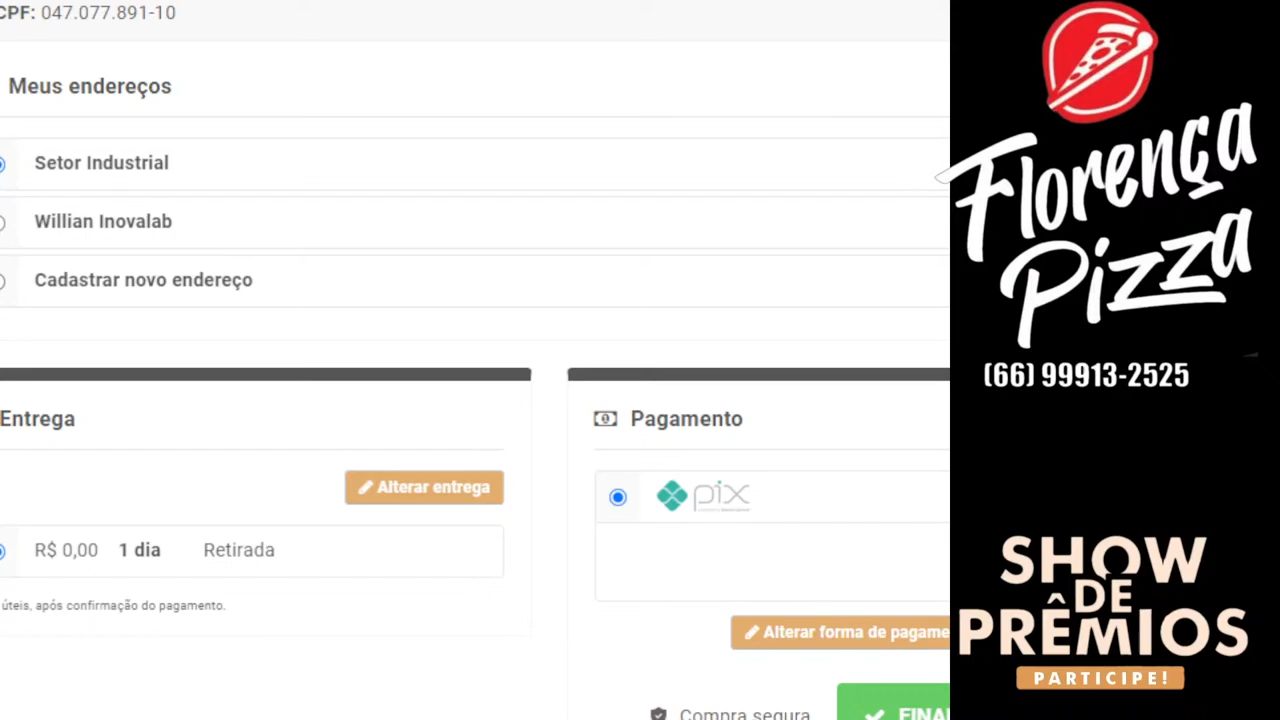 CPF: 047.077.891-10
Meus endereços
Setor Industrial
Willian Inovalab
Cadastrar novo endereço
Entrega
Alterar entrega
R$ 0,00 1 dia Retirada
úteis, após confirmação do pagamento.
Pagamento
pix
Alterar forma de
Compra segura
Florença
Pizza
(66) 99913-2525
SHOW
DE
PRÊMIOS
PARTICIPE!